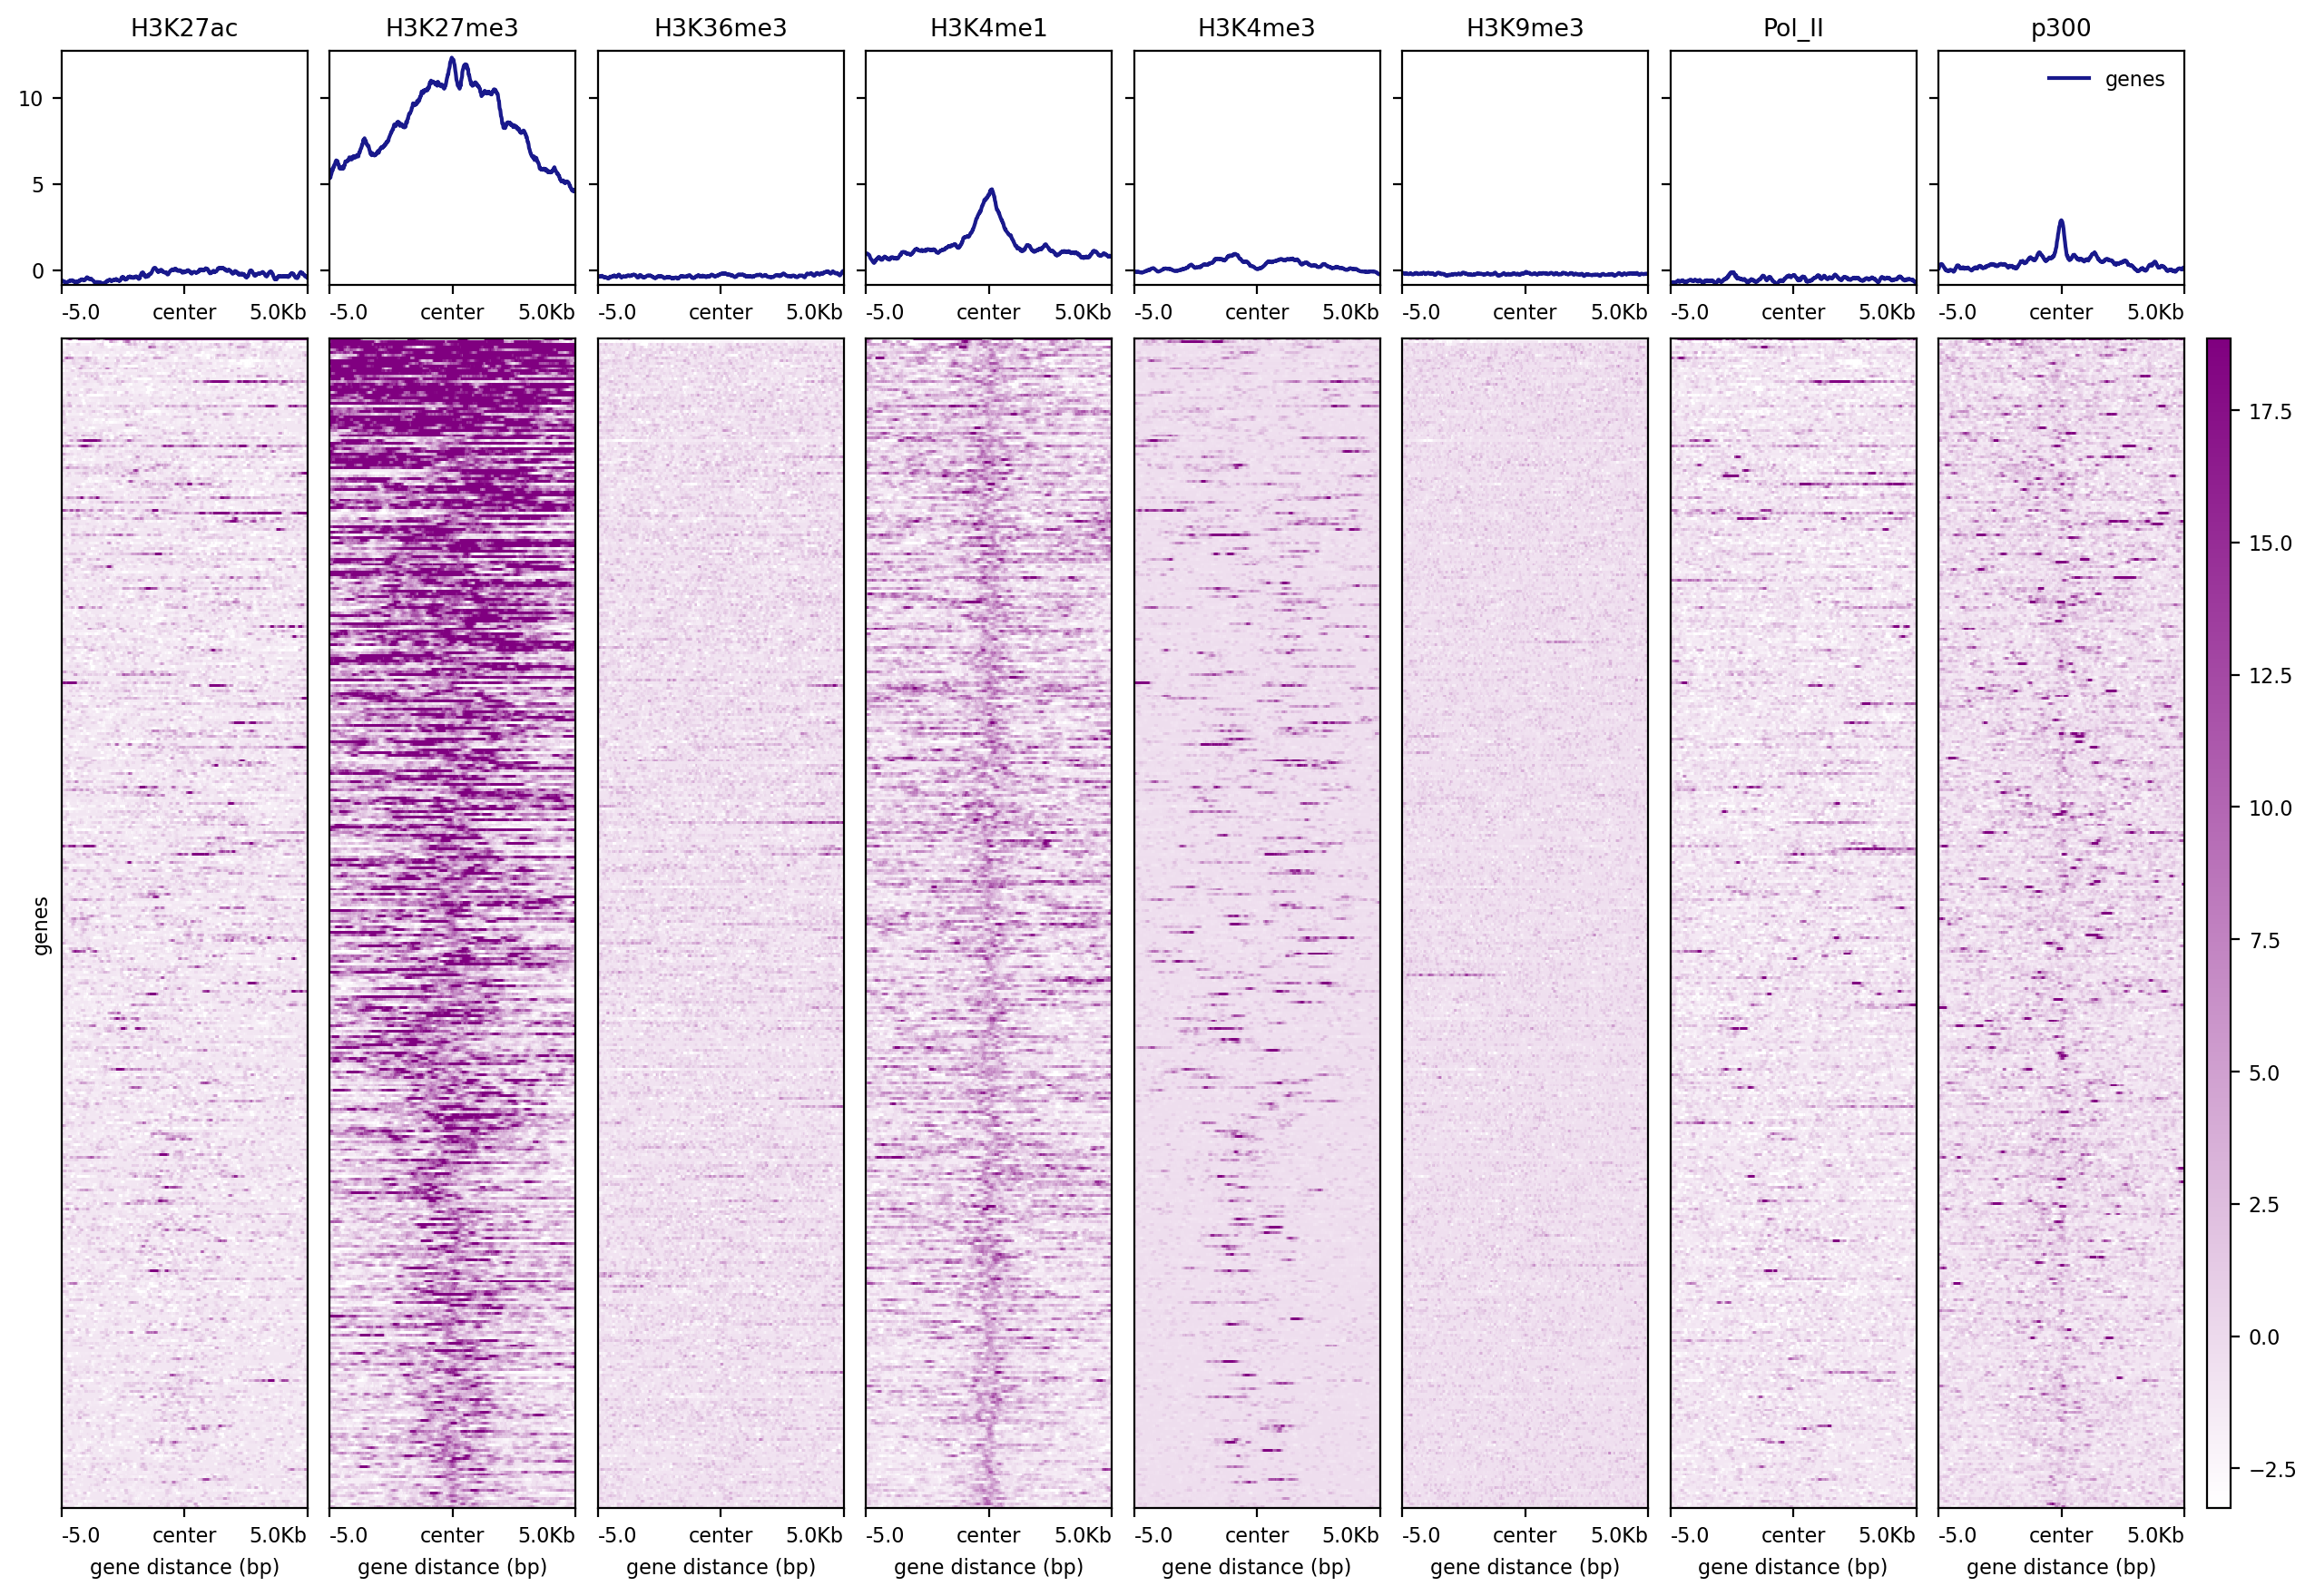 H3K27ac H3K27me3 H3K36me3 H3K4me1 H3K4me3 H3K9me3 Pol_II p300
genes
10
5
0
-5.0 center 5.0Kb -5.0 center 5.0Kb -5.0 center 5.0Kb -5.0 center 5.0Kb -5.0 center 5.0Kb -5.0 center 5.0Kb -5.0 center 5.0Kb -5.0 center 5.0Kb
genes
17.5
15.0
12.5
10.0
7.5
5.0
2.5
0.0
−2.5
-5.0 center 5.0Kb -5.0 center 5.0Kb -5.0 center 5.0Kb -5.0 center 5.0Kb -5.0 center 5.0Kb -5.0 center 5.0Kb -5.0 center 5.0Kb -5.0 center 5.0Kb
gene distance (bp) gene distance (bp) gene distance (bp) gene distance (bp) gene distance (bp) gene distance (bp) gene distance (bp) gene distance (bp)